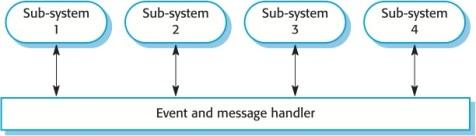 Sub-system
1
Sub-system
2
Sub-system
3
Sub-system
4
Event and message handler